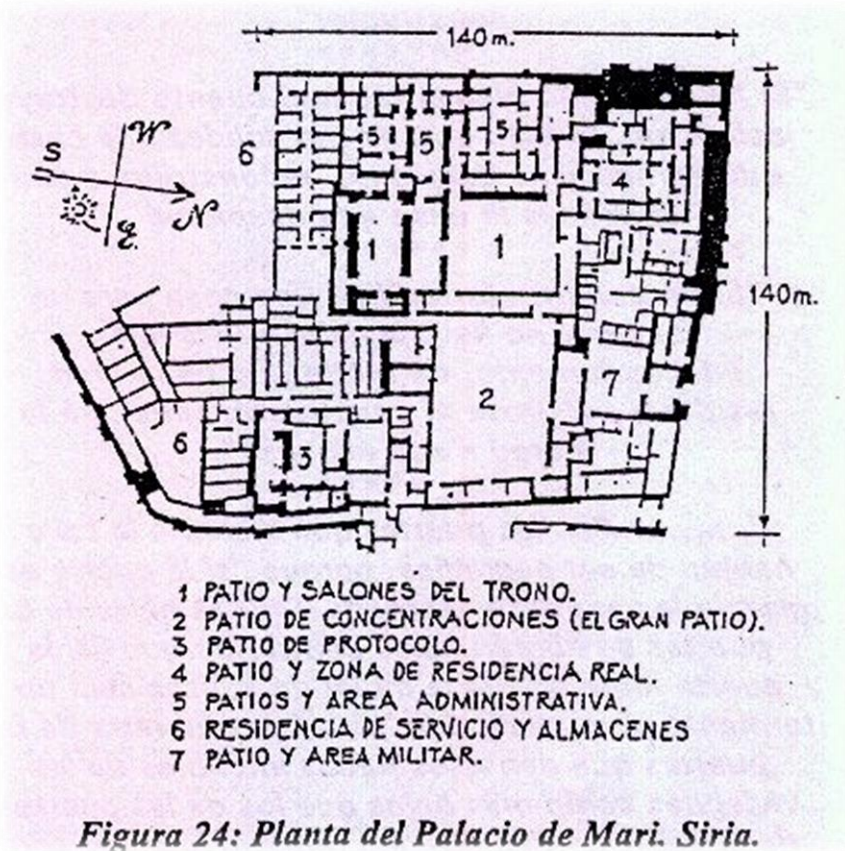 140 m.
S
W
N
E.
140 m.
6
5
5
5
4
1
1
2
7
6
3
1 PATIO Y SALONES DEL TRONO.
2 PATIO DE CONCENTRACIONES (EL GRAN PATIO).
3 PATIO DE PROTOCOLO.
4 PATIO Y ZONA DE RESIDENCIA REAL.
5 PATIOS Y AREA ADMINISTRATIVA.
6 RESIDENCIA DE SERVICIO Y ALMACENES
7 PATIO Y AREA MILITAR.
Figura 24: Planta del Palacio de Mari. Siria.